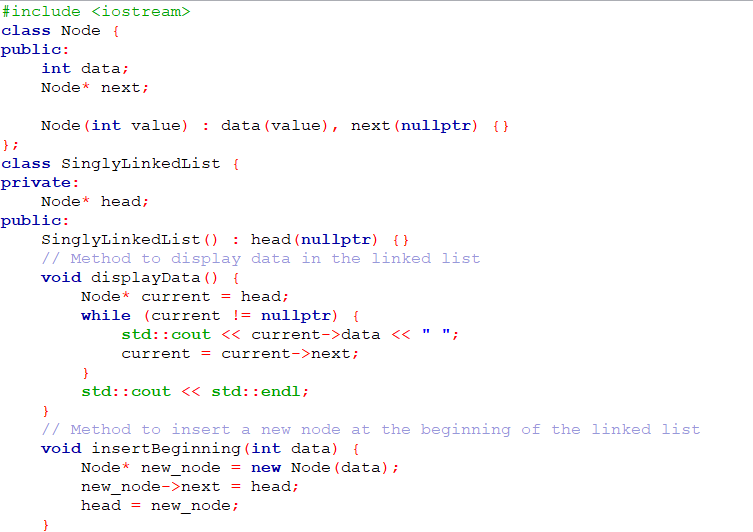 #include <iostream>
class Node {
public:
    int data;
    Node* next;

    Node(int value) : data(value), next(nullptr) {}
};
class SinglyLinkedList {
private:
    Node* head;
public:
    SinglyLinkedList() : head(nullptr) {}
    // Method to display data in the linked list
    void displayData() {
        Node* current = head;
        while (current != nullptr) {
            std::cout << current->data << " ";
            current = current->next;
        }
        std::cout << std::endl;
    }
    // Method to insert a new node at the beginning of the linked list
    void insertBeginning(int data) {
        Node* new_node = new Node(data);
        new_node->next = head;
        head = new_node;
    }